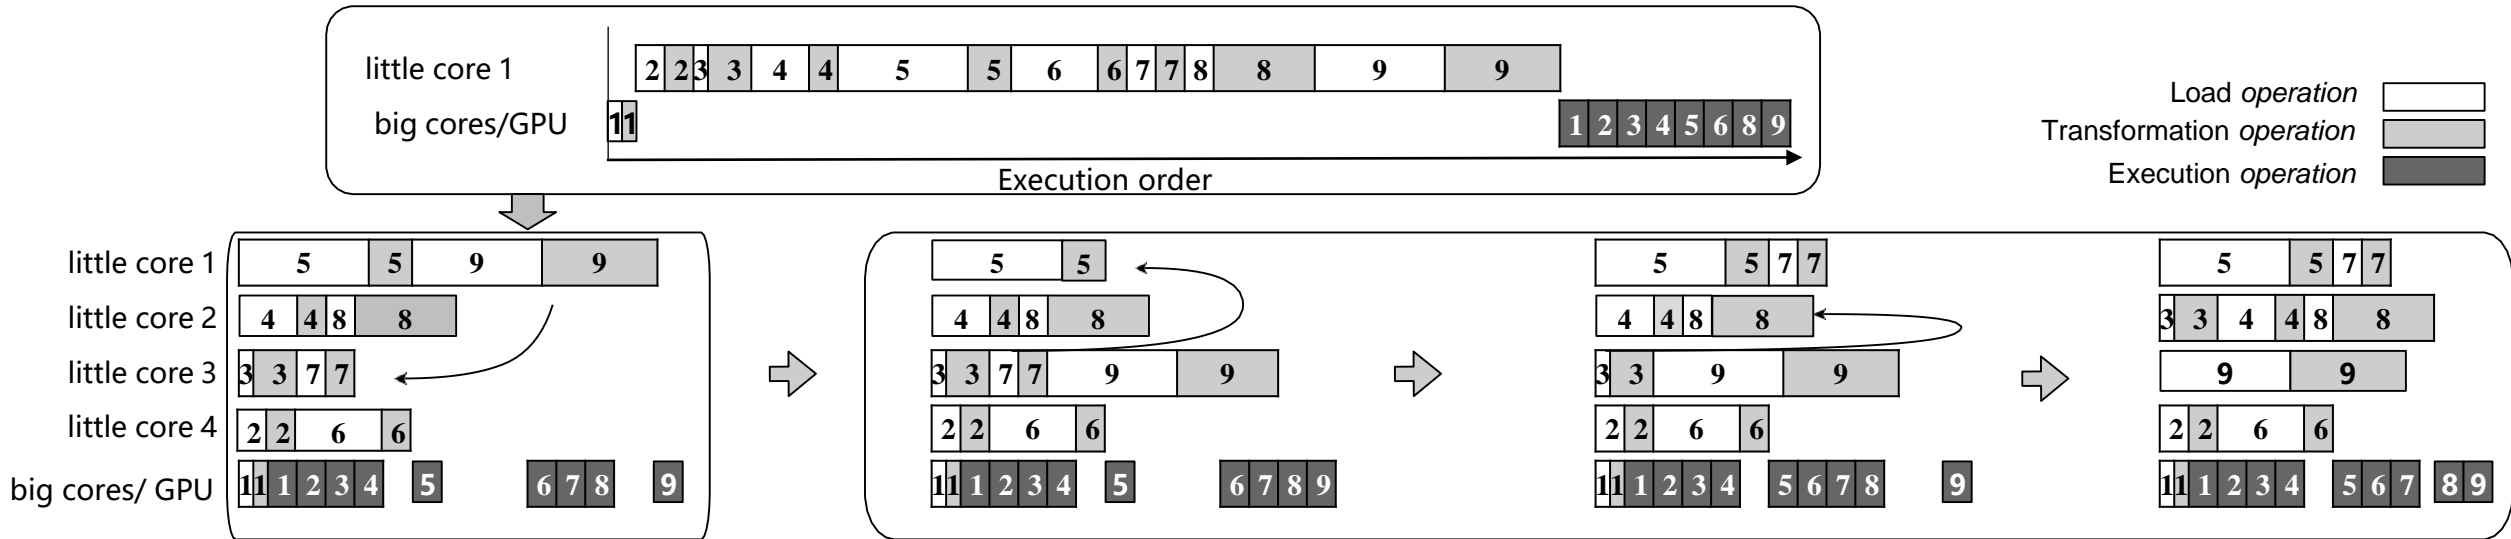 little core 1 2 2 3 3 4 4 5 5 6 6 7 7 8 8 9 9
big cores/GPU 1 1 1 2 3 4 5 6 8 9
Execution order
Load operation
Transformation operation
Execution operation
little core 1 5 5 9 9
little core 2 4 4 8 8
little core 3 3 3 7 7
little core 4 2 2 6 6
big cores/ GPU 1 1 1 2 3 4 5 6 7 8 9
5 5
4 4 8 8
3 3 7 7 9 9
2 2 6 6
1 1 1 2 3 4 5 6 7 8 9
5 5 7 7
4 4 8 8
3 3 9 9
2 2 6 6
1 1 1 2 3 4 5 6 7 8 9
5 5 7 7
3 3 4 4 8 8
9 9
2 2 6 6
1 1 1 2 3 4 5 6 7 8 9